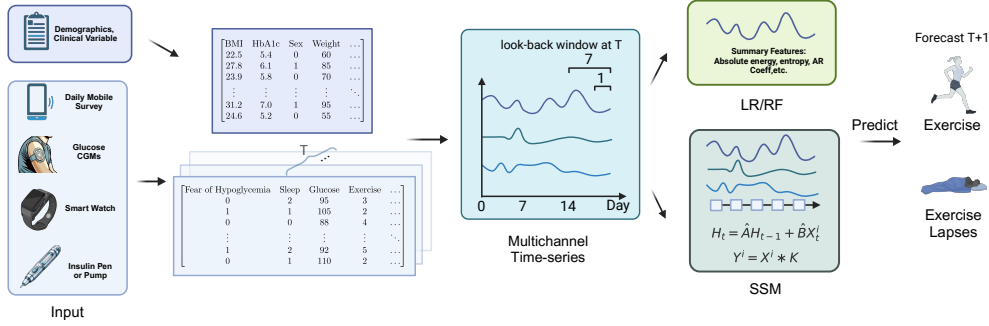 Demographics,
Clinical Variable
Daily Mobile
Survey
Glucose
CGMs
Smart Watch
Insulin Pen
or Pump
Input
BMI HbA1c Sex Weight ...
22.5 5.4 0 60 ...
27.8 6.1 1 85 ...
23.9 5.8 0 70 ...
⋮ ⋮ ⋮ ⋮ ⋱
31.2 7.0 1 95 ...
24.6 5.2 0 55 ...
T
Fear of Hypoglycemia Sleep Glucose Exercise ...
0 2 95 3 ...
1 1 105 2 ...
0 0 88 4 ...
⋮ ⋮ ⋮ ⋮ ⋱
1 2 92 5 ...
0 1 110 2 ...
look-back window at T
7
1
0 7 14 Day
Multichannel
Time-series
Summary Features:
Absolute energy, entropy, AR
Coeff,etc.
LR/RF
H_t = ÂH_{t−1} + B̂X_t^i
Y^i = X^i ∗ K
SSM
Predict
Forecast T+1
Exercise
Exercise
Lapses